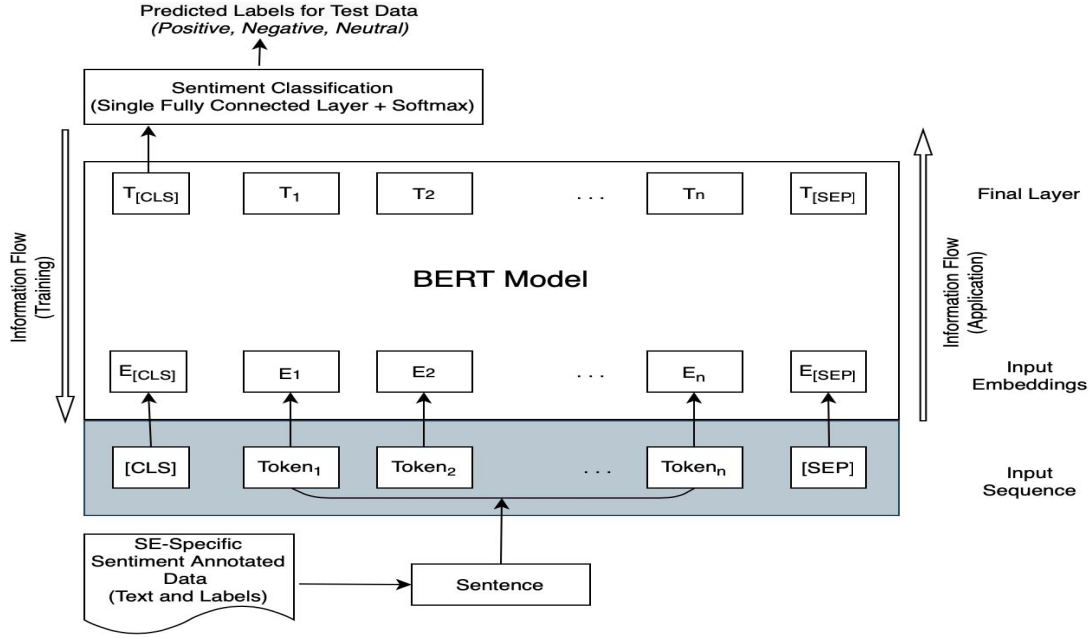 Predicted Labels for Test Data
(Positive, Negative, Neutral)
Sentiment Classification
(Single Fully Connected Layer + Softmax)
T[CLS] T1 T2 . . . Tn T[SEP]
Final Layer
BERT Model
Information Flow
(Training)
Information Flow
(Application)
E[CLS] E1 E2 . . . En E[SEP]
Input
Embeddings
[CLS] Token1 Token2 . . . Tokenn [SEP]
Input
Sequence
SE-Specific
Sentiment Annotated
Data
(Text and Labels)
Sentence